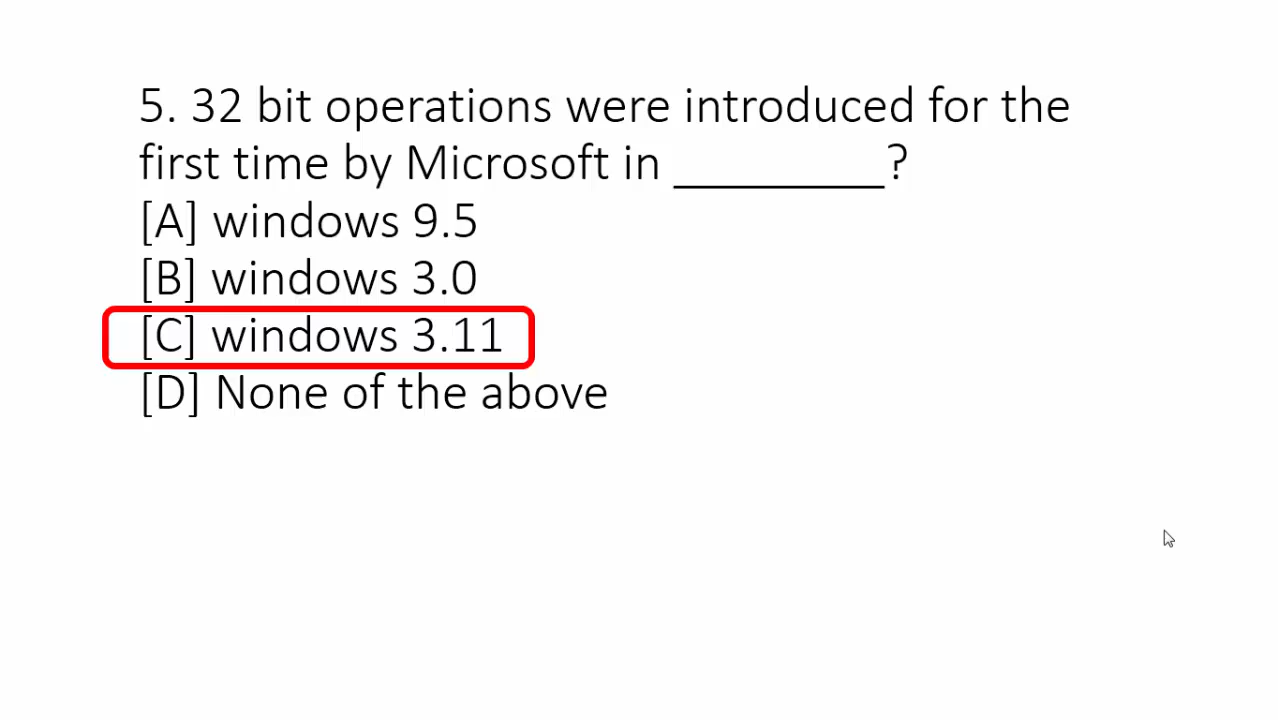 5. 32 bit operations were introduced for the
first time by Microsoft in _________?
[A] windows 9.5
[B] windows 3.0
[C] windows 3.11
[D] None of the above